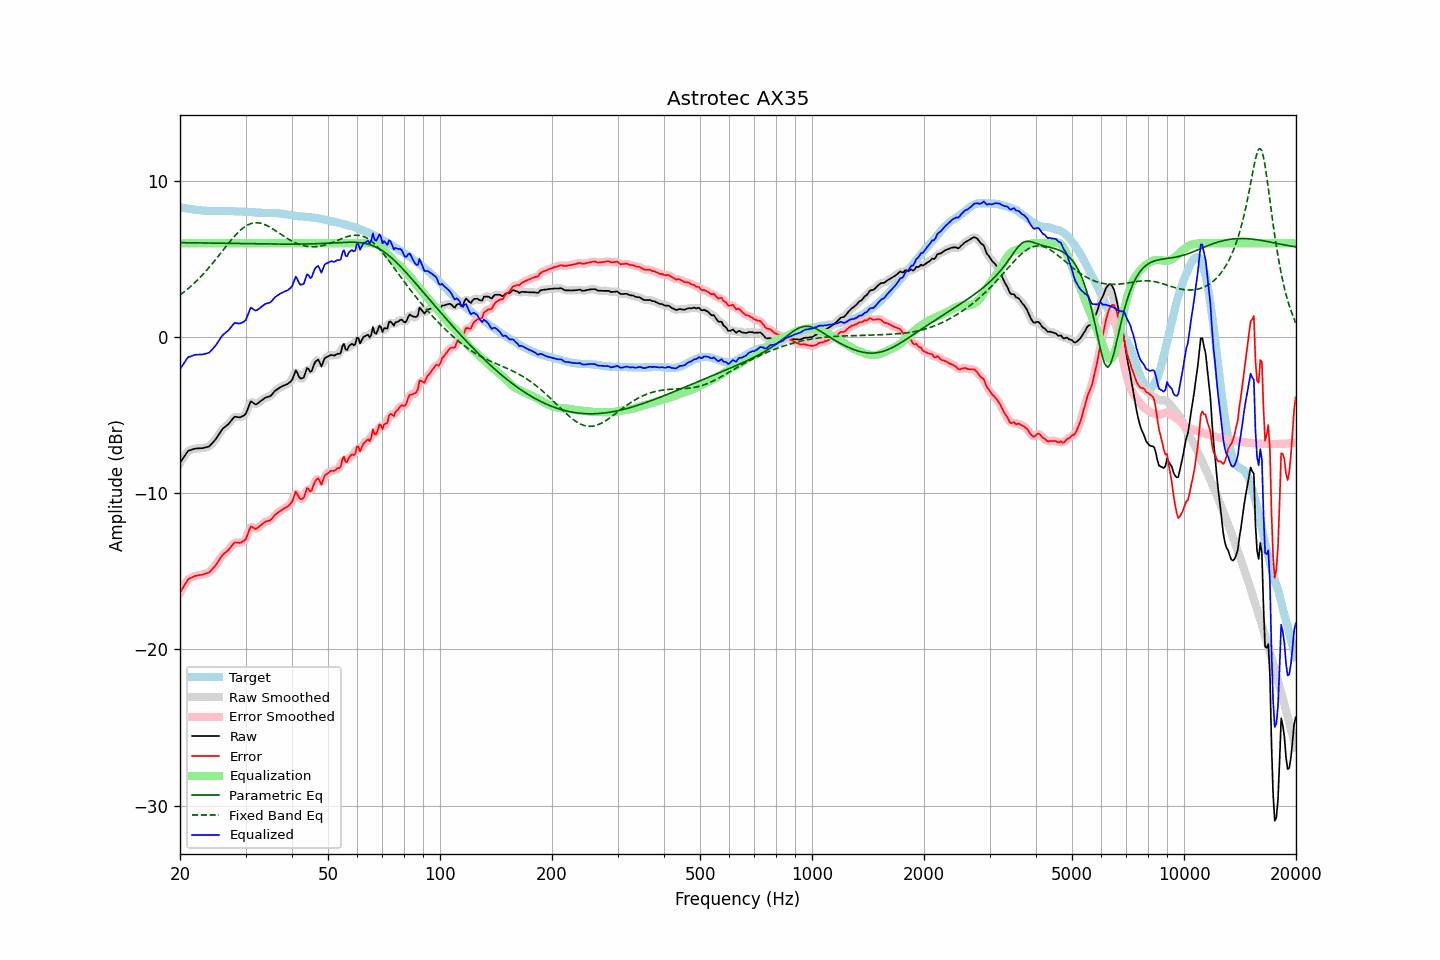 Astrotec AX35
Amplitude (dBr)
10
0
−10
−20
−30
Target
Raw Smoothed
Error Smoothed
Raw
Error
Equalization
Parametric Eq
Fixed Band Eq
Equalized
20 50 100 200 500 1000 2000 5000 10000 20000
Frequency (Hz)